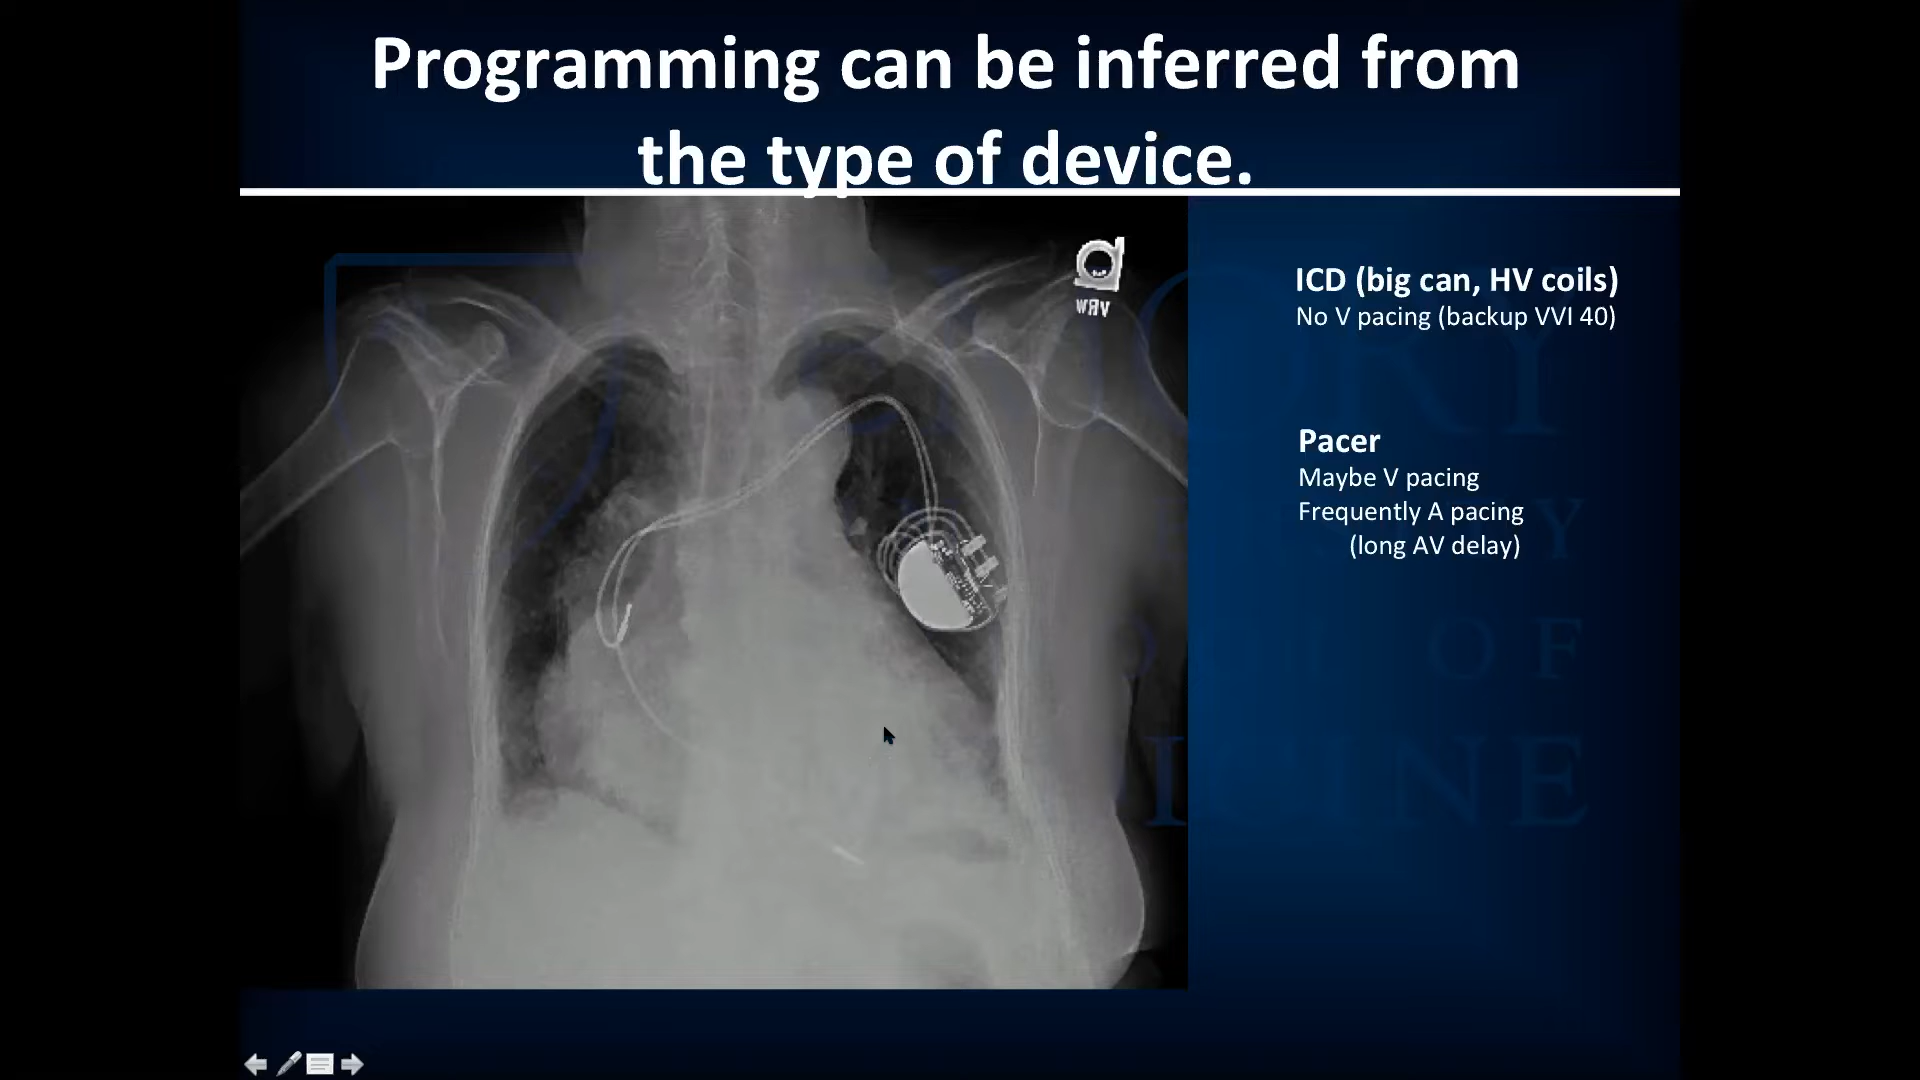 Programming can be inferred from
the type of device.
ICD (big can, HV coils)
No V pacing (backup VVI 40)
Pacer
Maybe V pacing
Frequently A pacing
(long AV delay)